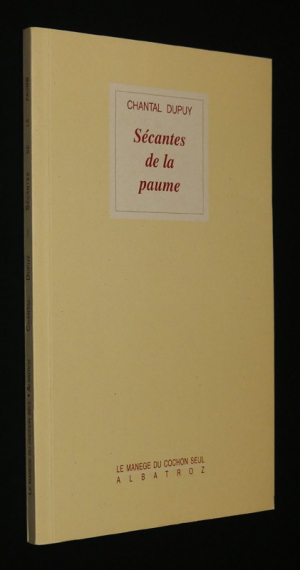 CHANTAL DUPUY
Sécantes
de la
paume
LE MANEGE DU COCHON SEUL
ALBATROZ